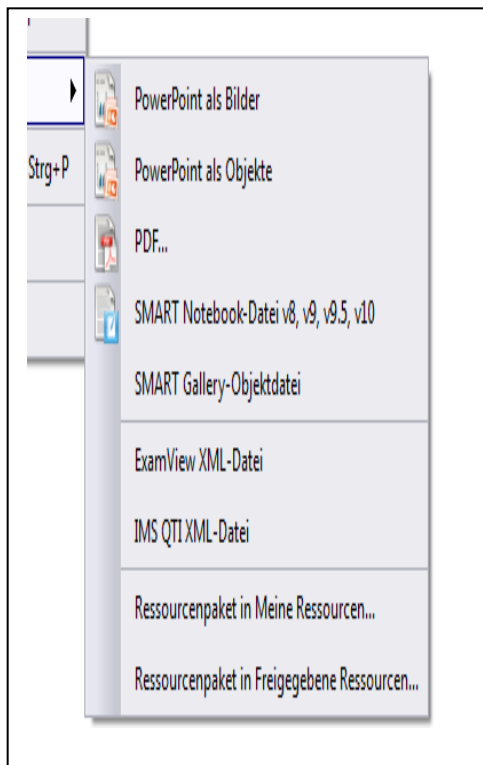 PowerPoint als Bilder
Strg+P
PowerPoint als Objekte
PDF...
SMART Notebook-Datei v8, v9, v9.5, v10
SMART Gallery-Objektdatei
ExamView XML-Datei
IMS QTI XML-Datei
Ressourcenpaket in Meine Ressourcen...
Ressourcenpaket in Freigegebene Ressourcen...